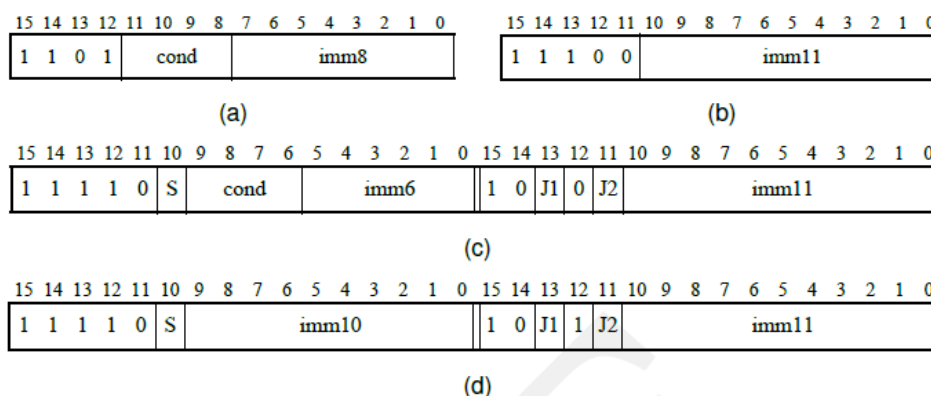 15 14 13 12 11 10 9 8 7 6 5 4 3 2 1 0 15 14 13 12 11 10 9 8 7 6 5 4 3 2 1 0
1 1 0 1 cond imm8 1 1 1 0 0 imm11
(a) (b)
15 14 13 12 11 10 9 8 7 6 5 4 3 2 1 0 15 14 13 12 11 10 9 8 7 6 5 4 3 2 1 0
1 1 1 1 0 S cond imm6 1 0 J1 0 J2 imm11
(c)
15 14 13 12 11 10 9 8 7 6 5 4 3 2 1 0 15 14 13 12 11 10 9 8 7 6 5 4 3 2 1 0
1 1 1 1 0 S imm10 1 0 J1 1 J2 imm11
(d)